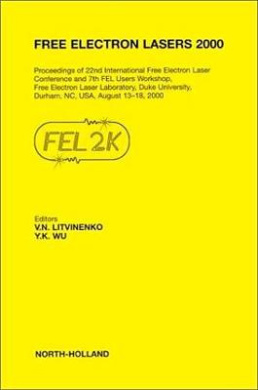 FREE ELECTRON LASERS 2000
Proceedings of 22nd International Free Electron Laser
Conference and 7th FEL Users Workshop,
Free Electron Laser Laboratory, Duke University,
Durham, NC, USA, August 13–18, 2000
FEL 2K
Editors
V.N. LITVINENKO
Y.K. WU
NORTH-HOLLAND